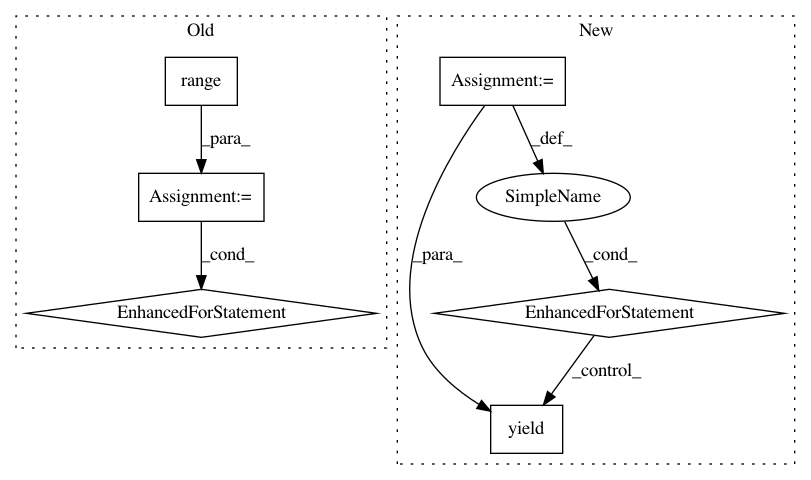 Old
range
_para_
Assignment:=
_cond_
EnhancedForStatement
New
Assignment:=
_def_
SimpleName
_para_
_cond_
EnhancedForStatement
_control_
yield